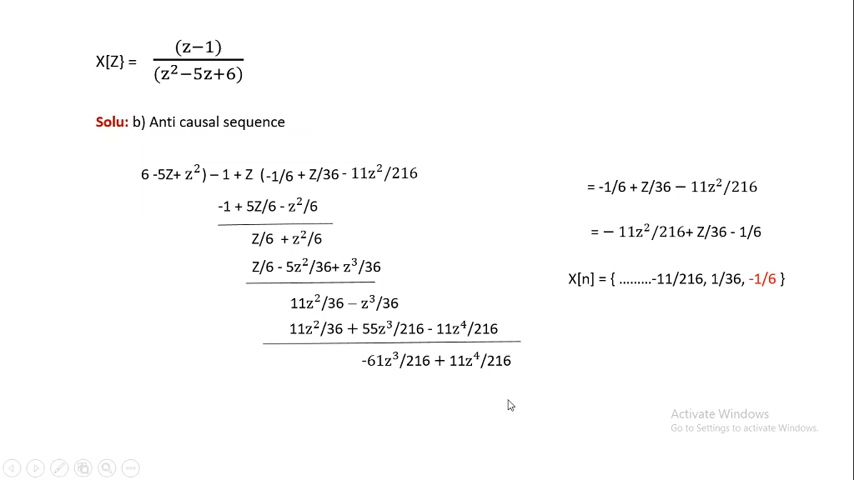 X[Z} = (z−1)
(z²−5z+6)
Solu: b) Anti causal sequence
6 -5Z+ z² ) – 1 + Z ( -1/6 + Z/36 - 11z²/216
-1 + 5Z/6 - z²/6
Z/6 + z²/6
Z/6 - 5z²/36+ z³/36
11z²/36 – z³/36
11z²/36 + 55z³/216 - 11z⁴/216
-61z³/216 + 11z⁴/216
= -1/6 + Z/36 − 11z²/216
= − 11z²/216+ Z/36 - 1/6
X[n] = { .........-11/216, 1/36, -1/6 }
Activate Windows
Go to Settings to activate Windows.